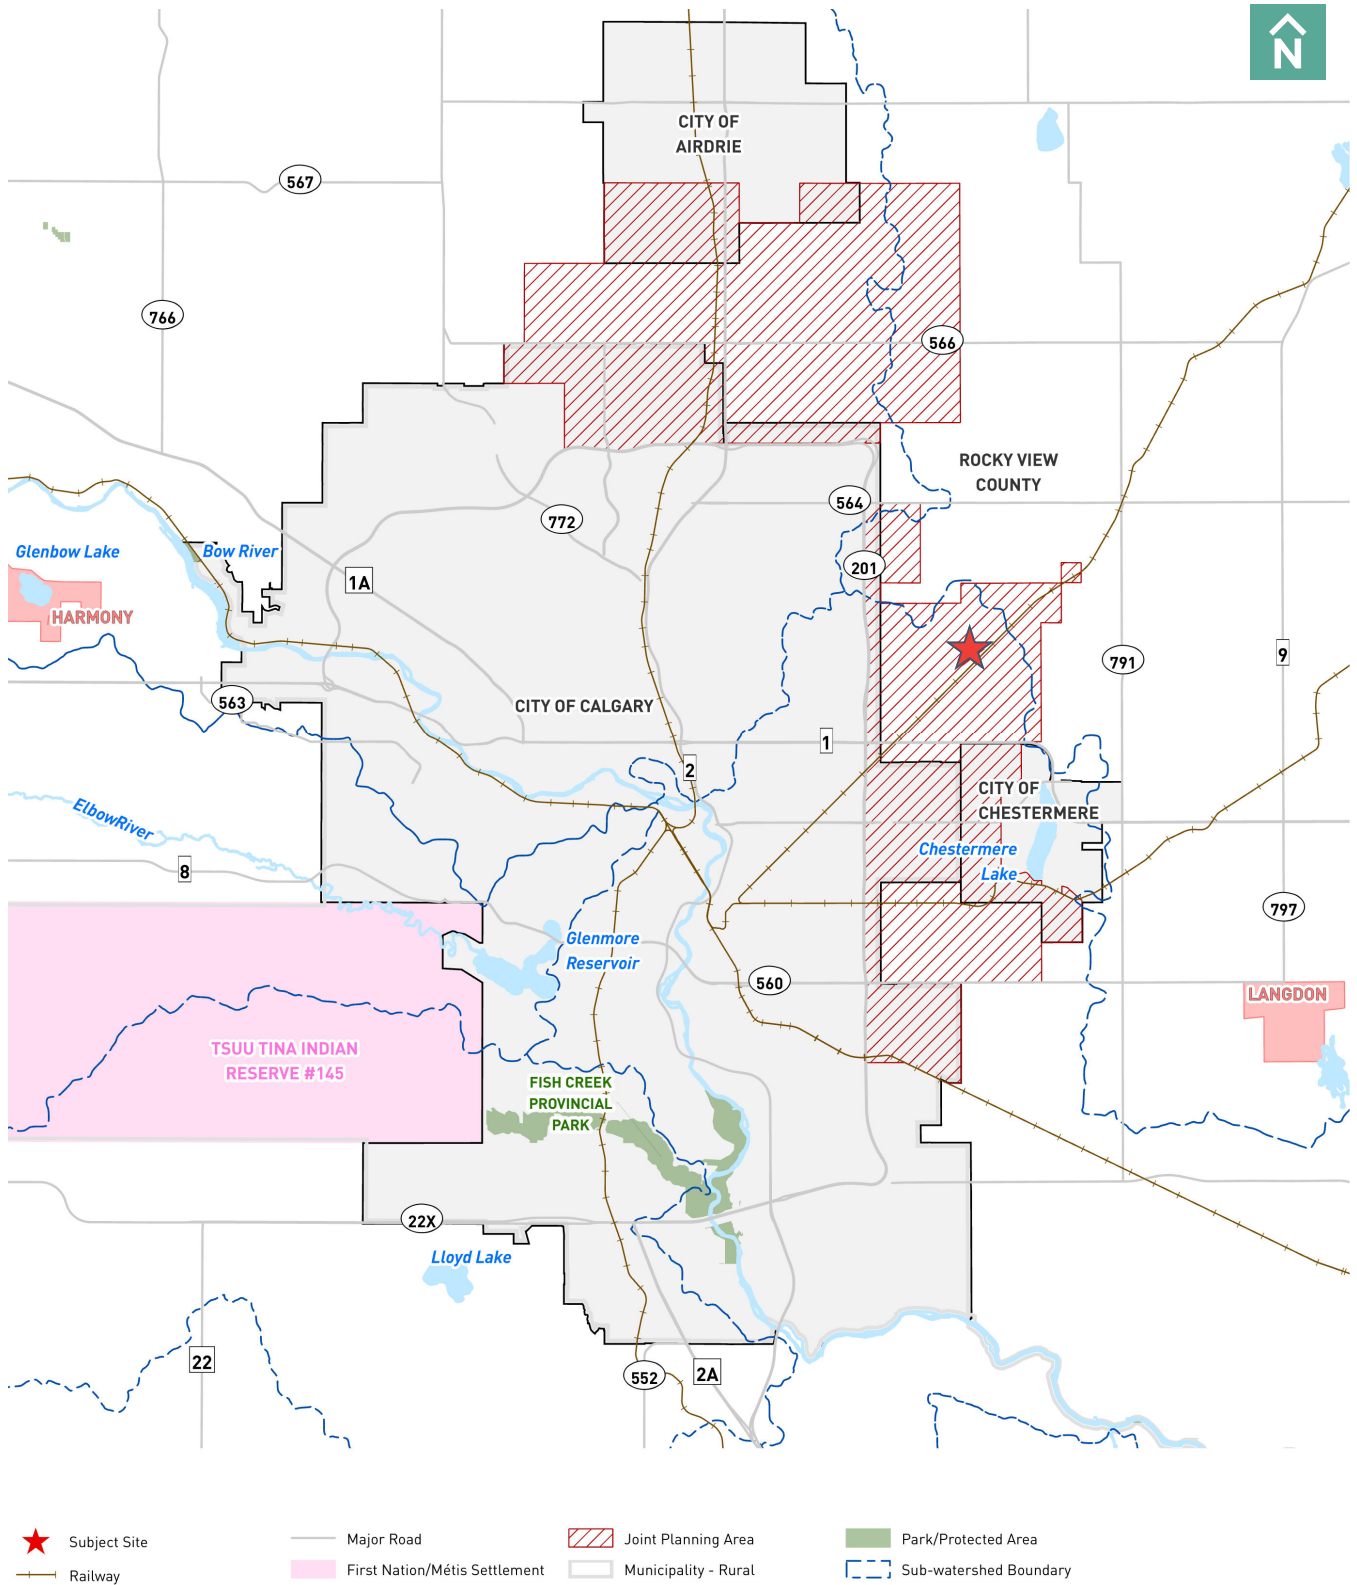 N
CITY OF
AIRDRIE
567
766
566
ROCKY VIEW
COUNTY
564
772
201
Glenbow Lake
Bow River
1A
HARMONY
791
9
563
CITY OF CALGARY
1
2
CITY OF
CHESTERMERE
ElbowRiver
Chestermere
Lake
8
797
Glenmore
Reservoir
560
LANGDON
TSUU TINA INDIAN
RESERVE #145
FISH CREEK
PROVINCIAL
PARK
22X
Lloyd Lake
22
552
2A
Subject Site
Major Road
Joint Planning Area
Park/Protected Area
Railway
First Nation/Métis Settlement
Municipality - Rural
Sub-watershed Boundary